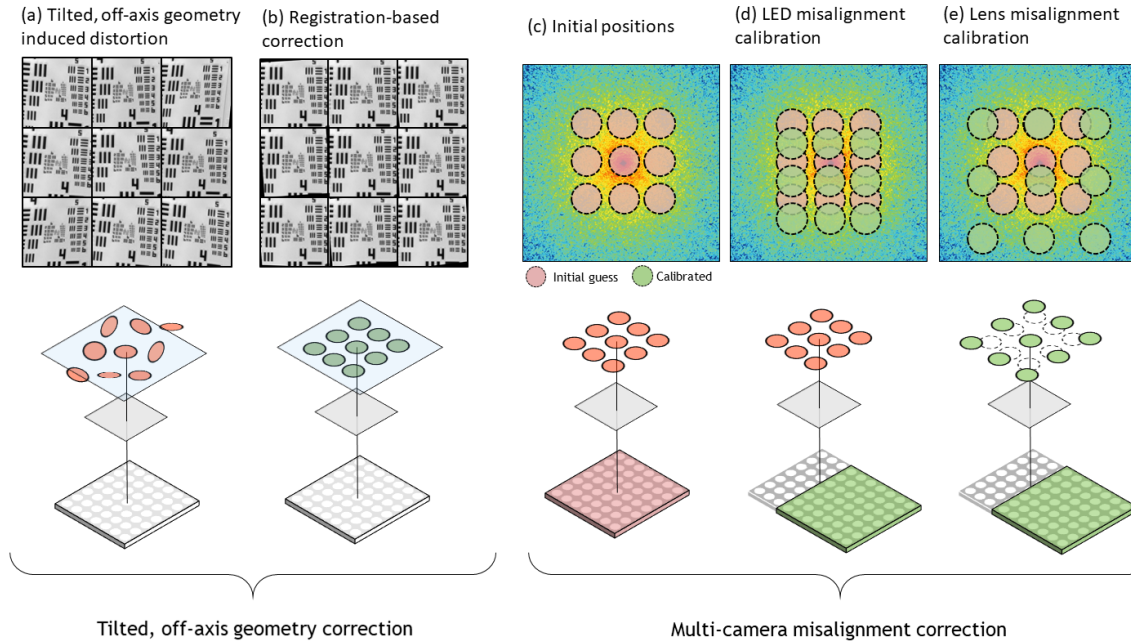 (a) Tilted, off-axis geometry
induced distortion
(b) Registration-based
correction
(c) Initial positions
(d) LED misalignment
calibration
(e) Lens misalignment
calibration
Initial guess
Calibrated
Tilted, off-axis geometry correction
Multi-camera misalignment correction